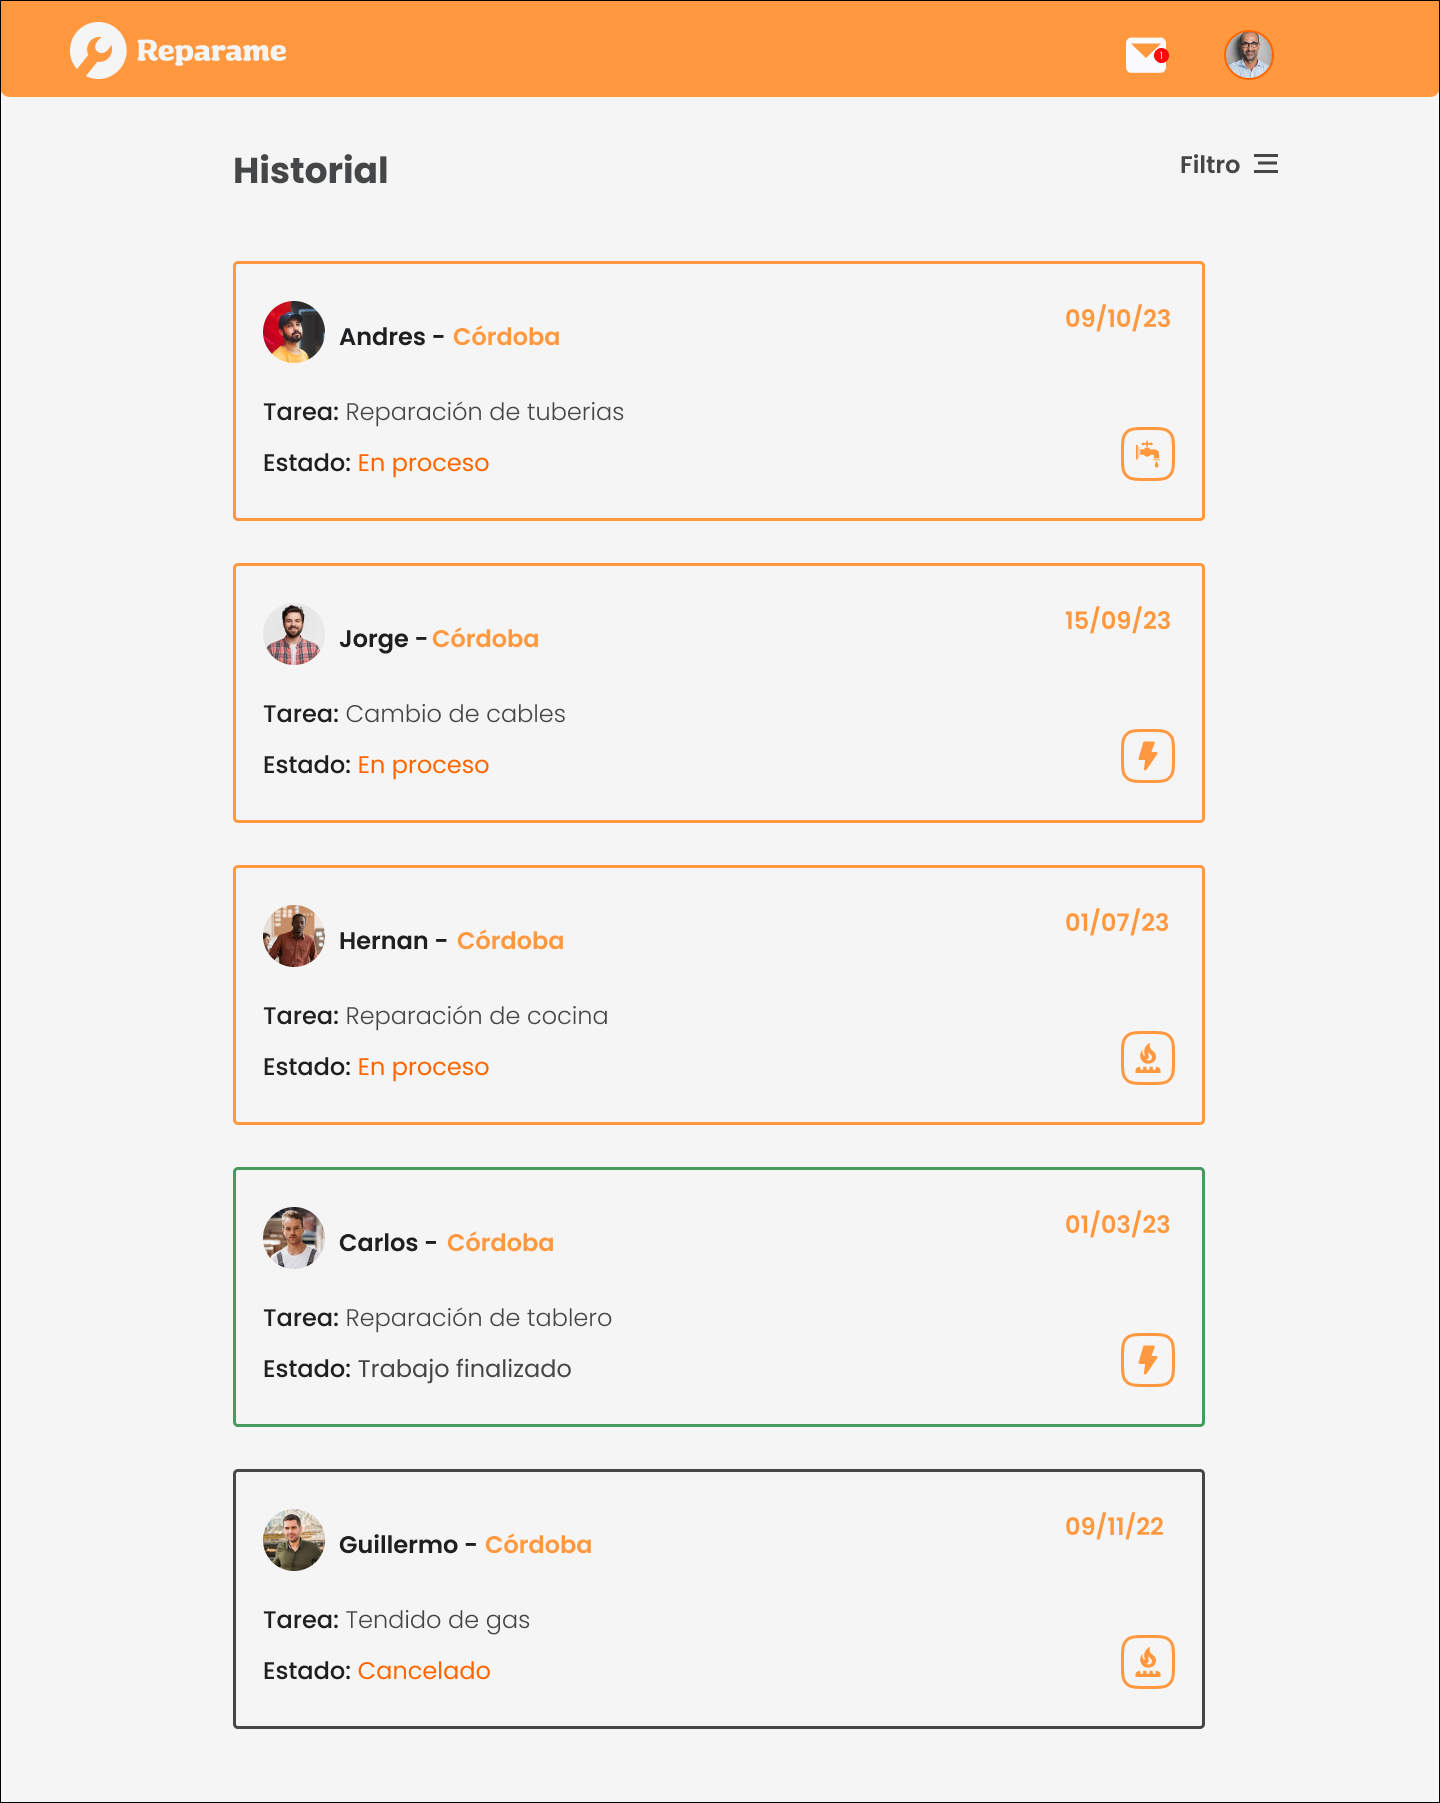 Reparame
1
Historial
Filtro
Andres - Córdoba
09/10/23
Tarea: Reparación de tuberias
Estado: En proceso
Jorge - Córdoba
15/09/23
Tarea: Cambio de cables
Estado: En proceso
Hernan - Córdoba
01/07/23
Tarea: Reparación de cocina
Estado: En proceso
Carlos - Córdoba
01/03/23
Tarea: Reparación de tablero
Estado: Trabajo finalizado
Guillermo - Córdoba
09/11/22
Tarea: Tendido de gas
Estado: Cancelado